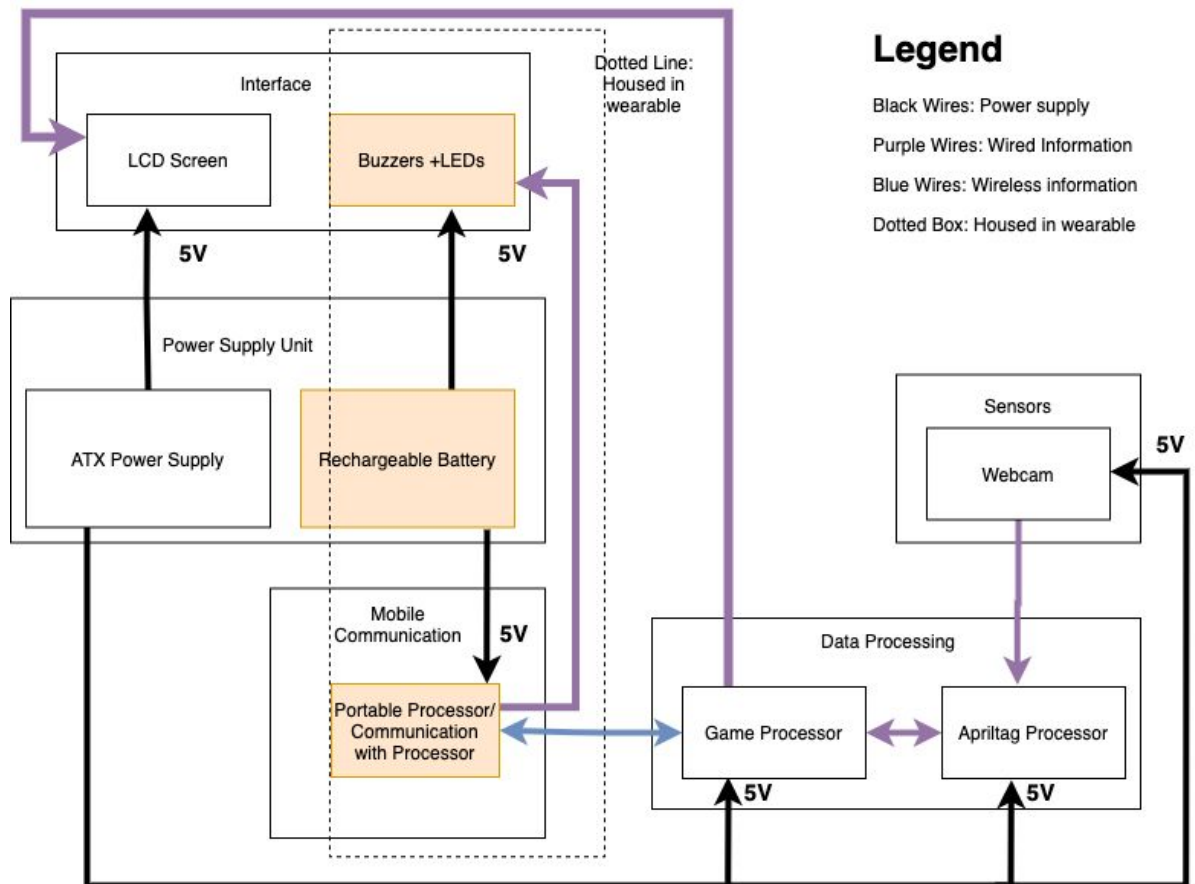 Legend
Black Wires: Power supply
Purple Wires: Wired Information
Blue Wires: Wireless information
Dotted Box: Housed in wearable
Dotted Line:
Housed in
wearable
Interface
LCD Screen
Buzzers +LEDs
5V
5V
Power Supply Unit
ATX Power Supply
Rechargeable Battery
Sensors
Webcam
5V
Mobile
Communication
5V
Portable Processor/
Communication
with Processor
Data Processing
Game Processor
Apriltag Processor
5V
5V